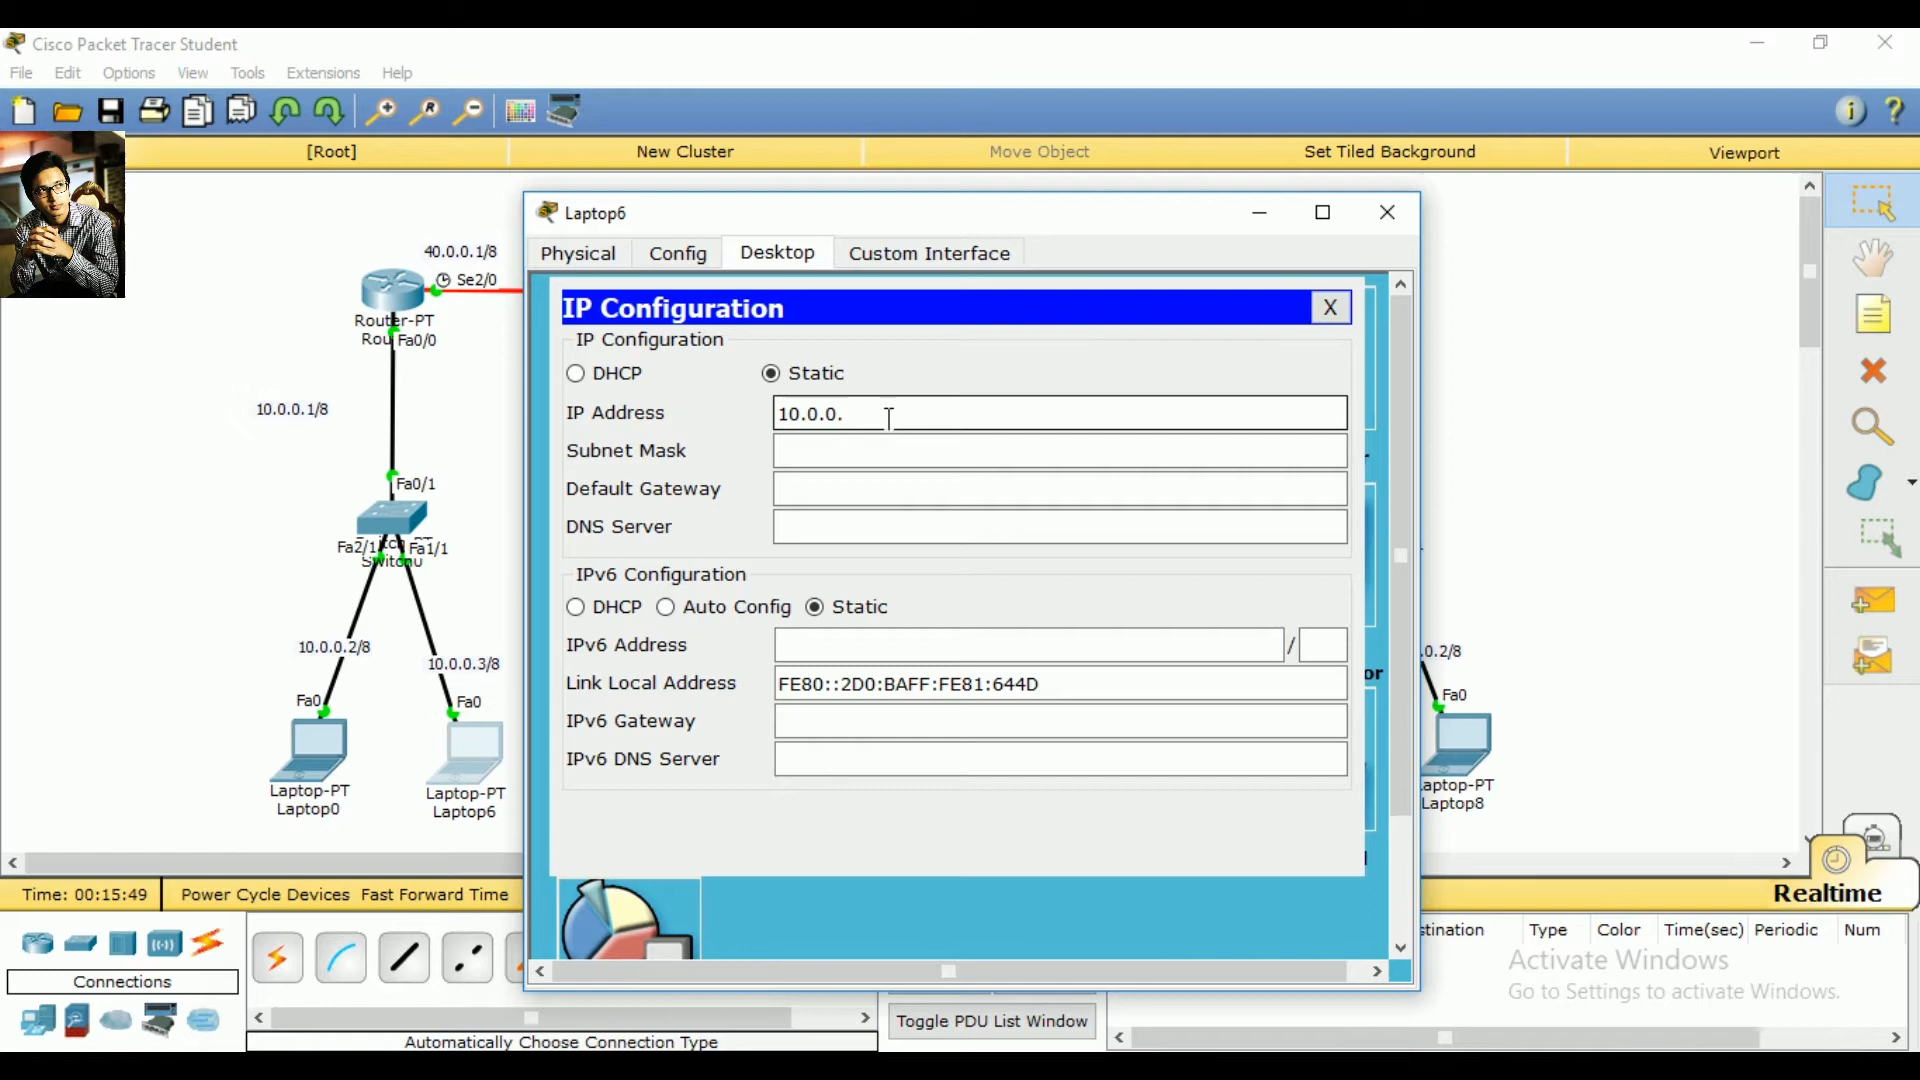 Cisco Packet Tracer Student
File Edit Options View Tools Extensions Help
[Root] New Cluster Move Object Set Tiled Background Viewport
Laptop6
Physical Config Desktop Custom Interface
IP Configuration X
IP Configuration
DHCP Static
IP Address 10.0.0.
Subnet Mask
Default Gateway
DNS Server
IPv6 Configuration
DHCP Auto Config Static
IPv6 Address /
Link Local Address FE80::2D0:BAFF:FE81:644D
IPv6 Gateway
IPv6 DNS Server
40.0.0.1/8
Se2/0
Router-PT
Fa0/0
10.0.0.1/8
Fa0/1
Fa2/1 Fa1/1
10.0.0.2/8
10.0.0.3/8
Fa0 Fa0
Laptop-PT
Laptop0
Laptop-PT
Laptop6
.0.2/8
Fa0
aptop-PT
Laptop8
or
Time: 00:15:49 Power Cycle Devices Fast Forward Time
Realtime
Connections
Automatically Choose Connection Type
Toggle PDU List Window
stination Type Color Time(sec) Periodic Num
Activate Windows
Go to Settings to activate Windows.